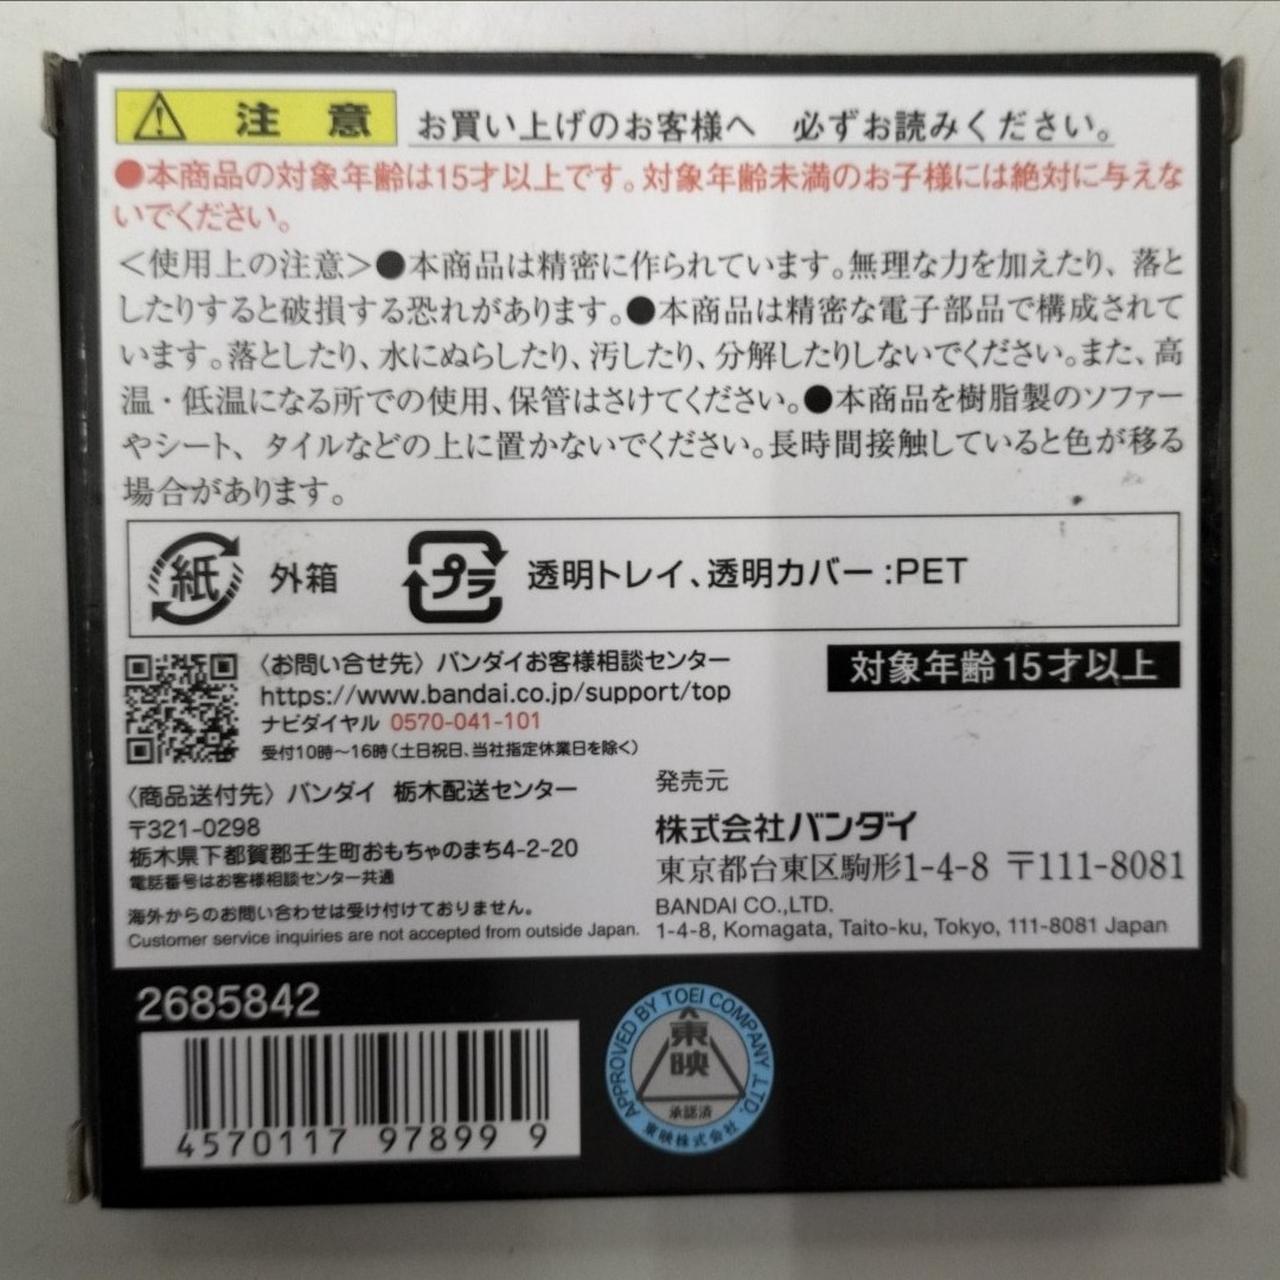 注意 お買い上げのお客様へ 必ずお読みください。
●本商品の対象年齢は15才以上です。対象年齢未満のお子様には絶対に与えな
いでください。
＜使用上の注意＞●本商品は精密に作られています。無理な力を加えたり、落と
したりすると破損する恐れがあります。●本商品は精密な電子部品で構成されて
います。落としたり、水にぬらしたり、汚したり、分解したりしないでください。また、高
温・低温になる所での使用、保管はさけてください。●本商品を樹脂製のソファー
やシート、タイルなどの上に置かないでください。長時間接触していると色が移る
場合があります。
紙 外箱 プラ 透明トレイ、透明カバー:PET
〈お問い合せ先〉バンダイお客様相談センター
https://www.bandai.co.jp/support/top
ナビダイヤル 0570-041-101
受付10時〜16時（土日祝日、当社指定休業日を除く）
対象年齢15才以上
〈商品送付先〉バンダイ 栃木配送センター
〒321-0298
栃木県下都賀郡壬生町おもちゃのまち4-2-20
電話番号はお客様相談センター共通
海外からのお問い合わせは受け付けておりません。
Customer service inquiries are not accepted from outside Japan.
発売元
株式会社バンダイ
東京都台東区駒形1-4-8 〒111-8081
BANDAI CO.,LTD.
1-4-8, Komagata, Taito-ku, Tokyo, 111-8081 Japan
2685842
4570117 97899 9
APPROVED BY TOEI COMPANY,LTD.
東映
承認済
東映株式会社